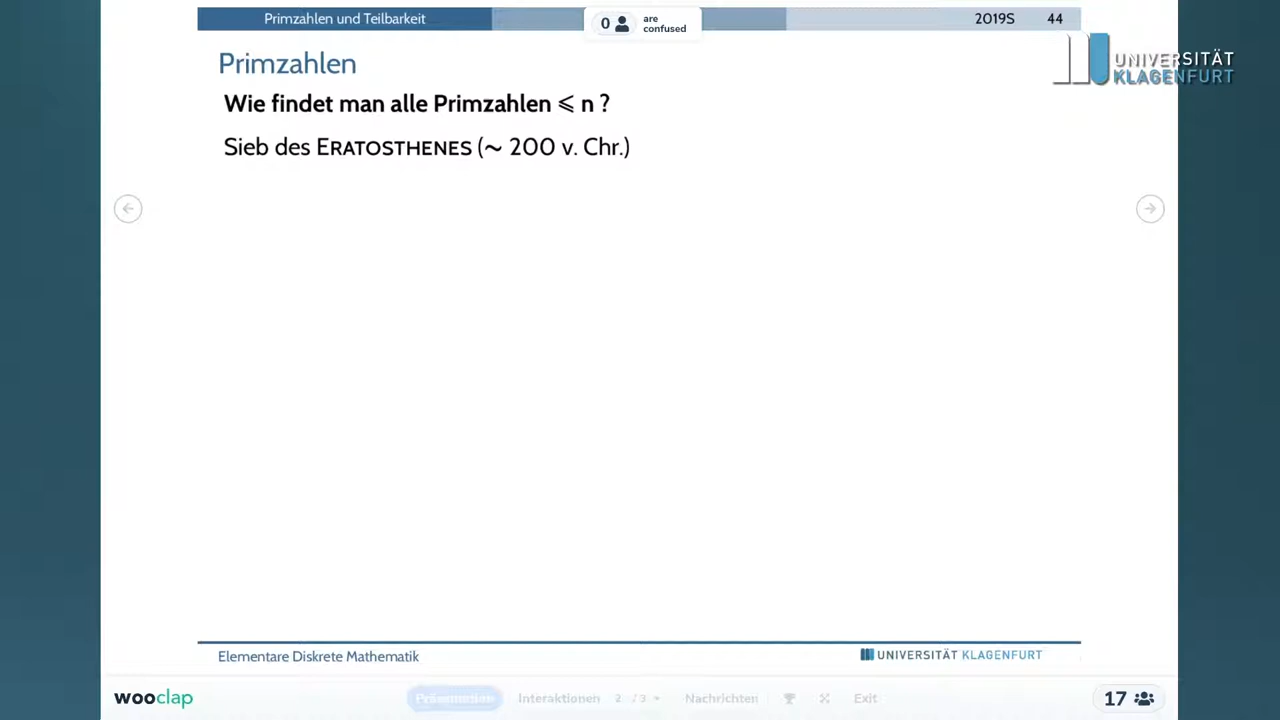 Primzahlen und Teilbarkeit
0 are confused
2019S 44
UNIVERSITÄT
KLAGENFURT
Primzahlen
Wie findet man alle Primzahlen ⩽ n ?
Sieb des ERATOSTHENES (∼ 200 v. Chr.)
Elementare Diskrete Mathematik
UNIVERSITÄT KLAGENFURT
wooclap
Präsentation Interaktionen 2 / 3 Nachrichten Exit
17